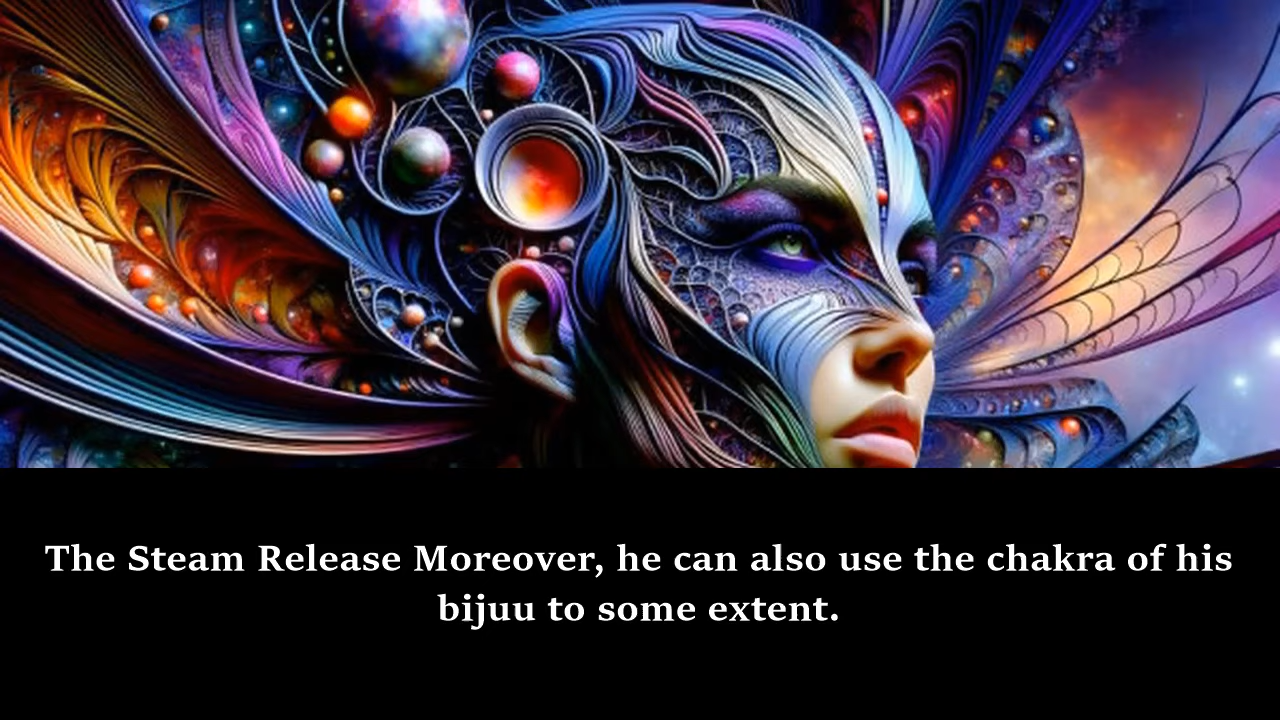 The Steam Release Moreover, he can also use the chakra of his
bijuu to some extent.